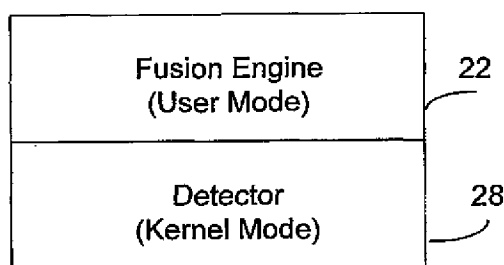 Fusion Engine
(User Mode)
22
Detector
(Kernel Mode)
28